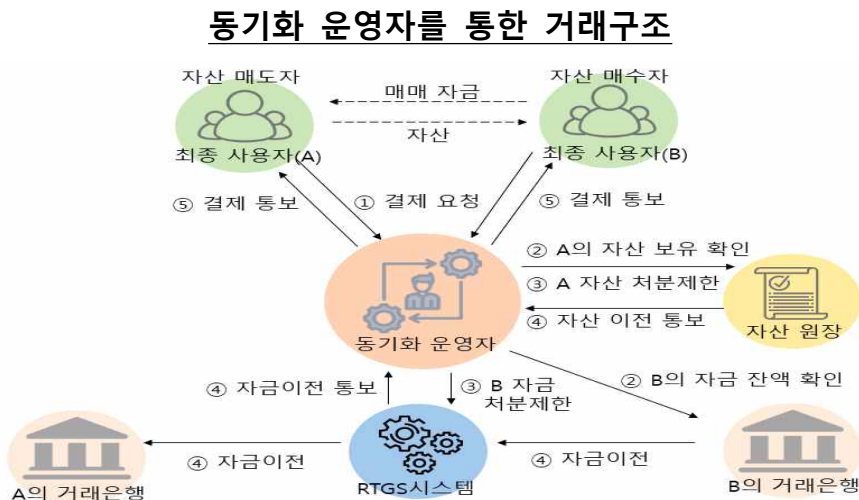 동기화 운영자를 통한 거래구조
자산 매도자
자산 매수자
매매 자금
자산
최종 사용자(A)
최종 사용자(B)
⑤ 결제 통보
① 결제 요청
⑤ 결제 통보
② A의 자산 보유 확인
③ A 자산 처분제한
④ 자산 이전 통보
자산 원장
동기화 운영자
④ 자금이전 통보
③ B 자금
처분제한
② B의 자금 잔액 확인
④ 자금이전
④ 자금이전
A의 거래은행
RTGS시스템
B의 거래은행